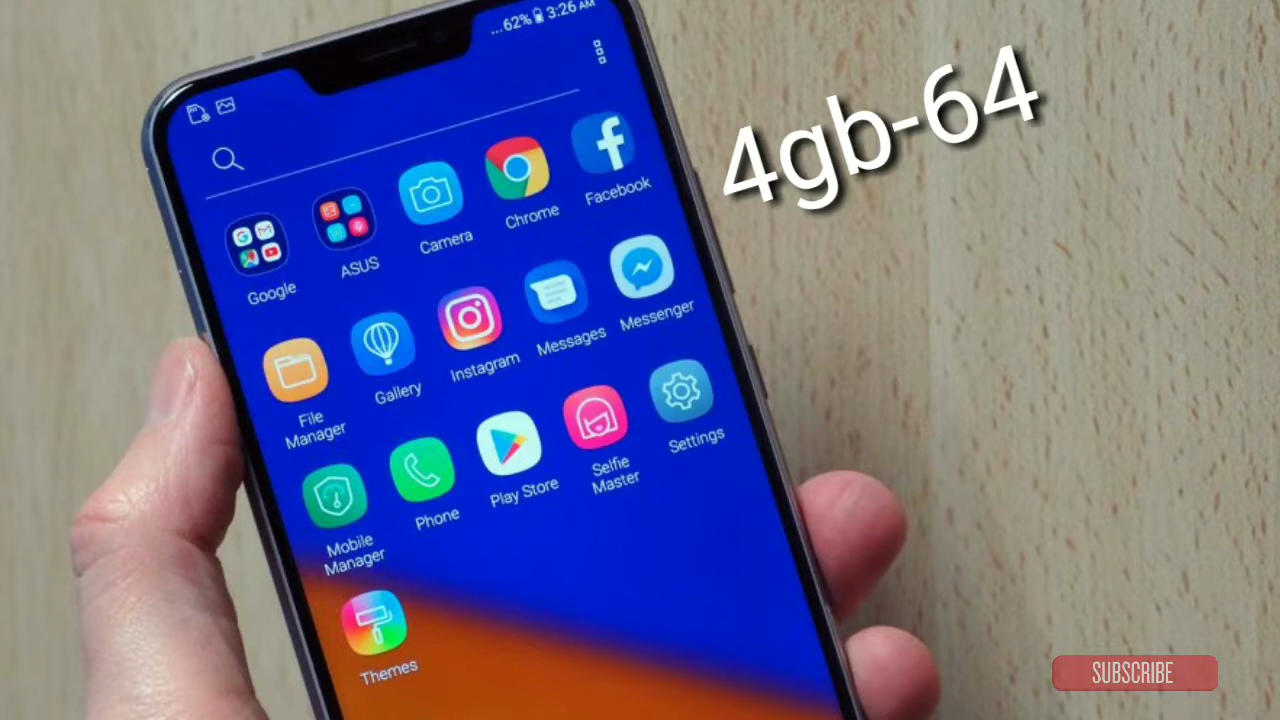 ...62% 3:26 AM
4gb-64
Google
ASUS
Camera
Chrome
Facebook
File
Manager
Gallery
Instagram
Messages
Messenger
Mobile
Manager
Phone
Play Store
Selfie
Master
Settings
Themes
SUBSCRIBE